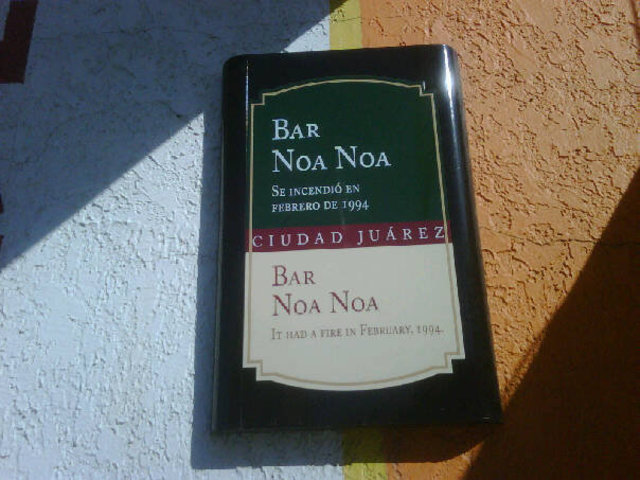 BAR
NOA NOA
SE INCENDIÓ EN
FEBRERO DE 1994
CIUDAD JUÁREZ
BAR
NOA NOA
IT HAD A FIRE IN FEBRUARY, 1994.